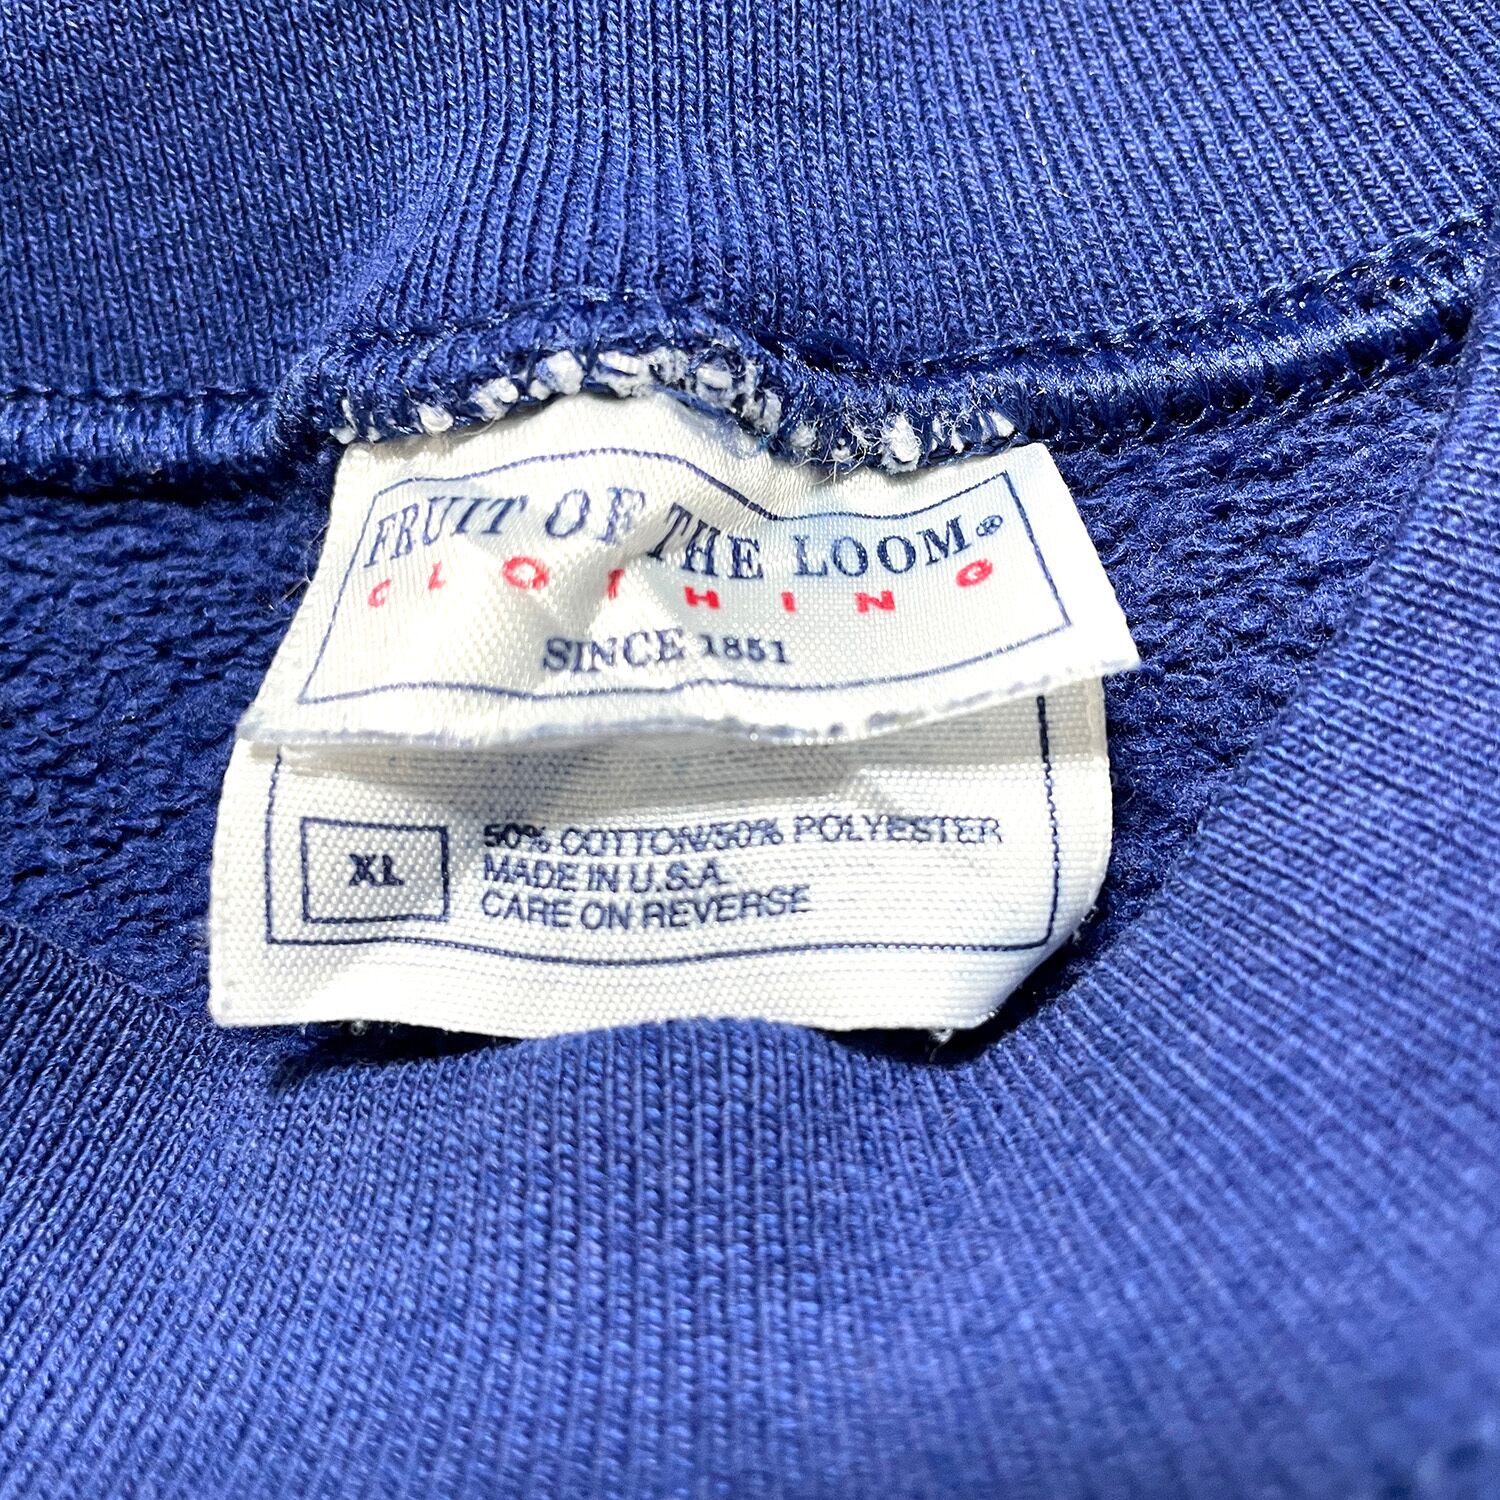 FRUIT OF THE LOOM®
CLOTHING
SINCE 1851
XL
50% COTTON/50% POLYESTER
MADE IN U.S.A.
CARE ON REVERSE